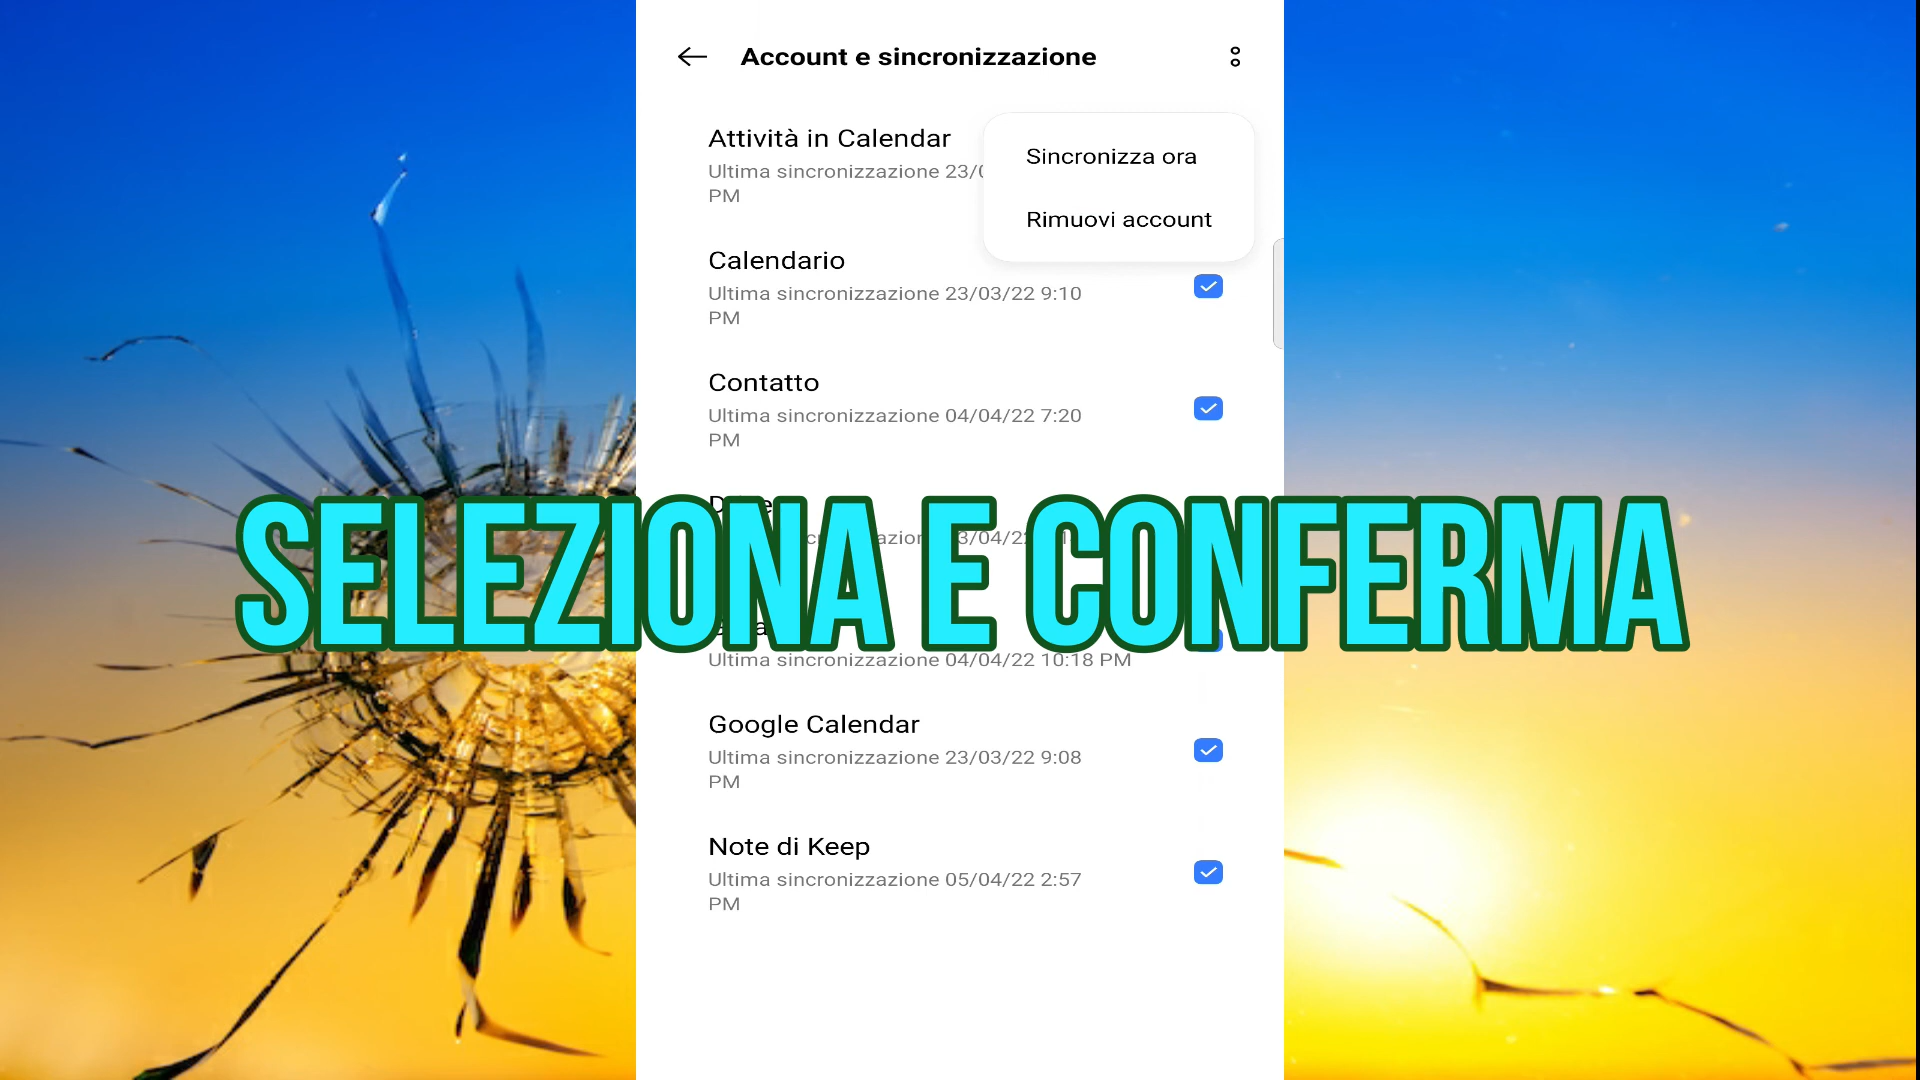 Account e sincronizzazione
Attività in Calendar
Ultima sincronizzazione
PM
Sincronizza ora
Rimuovi account
Calendario
Ultima sincronizzazione 23/03/22 9:10
PM
Contatto
Ultima sincronizzazione 04/04/22 7:20
PM
SELEZIONA E CONFERMA
Ultima sincronizzazione 04/04/22 10:18 PM
Google Calendar
Ultima sincronizzazione 23/03/22 9:08
PM
Note di Keep
Ultima sincronizzazione 05/04/22 2:57
PM